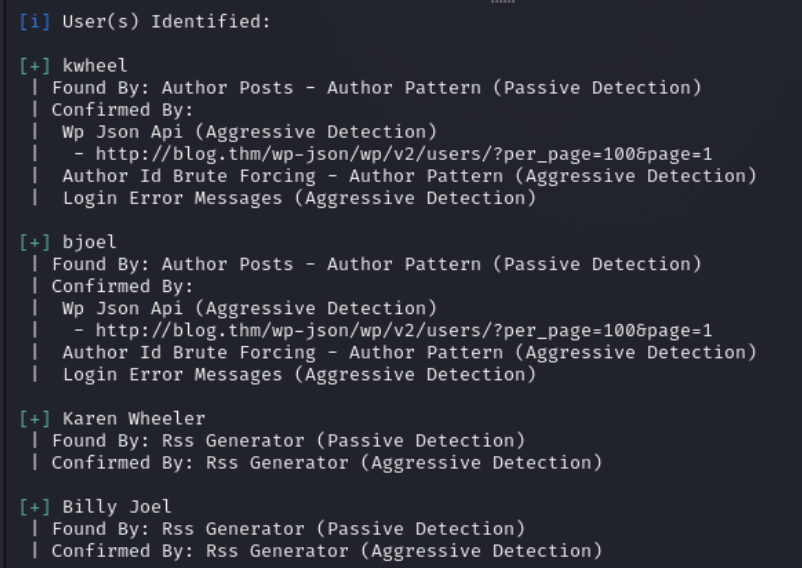 [i] User(s) Identified:
[+] kwheel
| Found By: Author Posts - Author Pattern (Passive Detection)
| Confirmed By:
|  Wp Json Api (Aggressive Detection)
|   - http://blog.thm/wp-json/wp/v2/users/?per_page=100&page=1
|  Author Id Brute Forcing - Author Pattern (Aggressive Detection)
|  Login Error Messages (Aggressive Detection)
[+] bjoel
| Found By: Author Posts - Author Pattern (Passive Detection)
| Confirmed By:
|  Wp Json Api (Aggressive Detection)
|   - http://blog.thm/wp-json/wp/v2/users/?per_page=100&page=1
|  Author Id Brute Forcing - Author Pattern (Aggressive Detection)
|  Login Error Messages (Aggressive Detection)
[+] Karen Wheeler
| Found By: Rss Generator (Passive Detection)
| Confirmed By: Rss Generator (Aggressive Detection)
[+] Billy Joel
| Found By: Rss Generator (Passive Detection)
| Confirmed By: Rss Generator (Aggressive Detection)